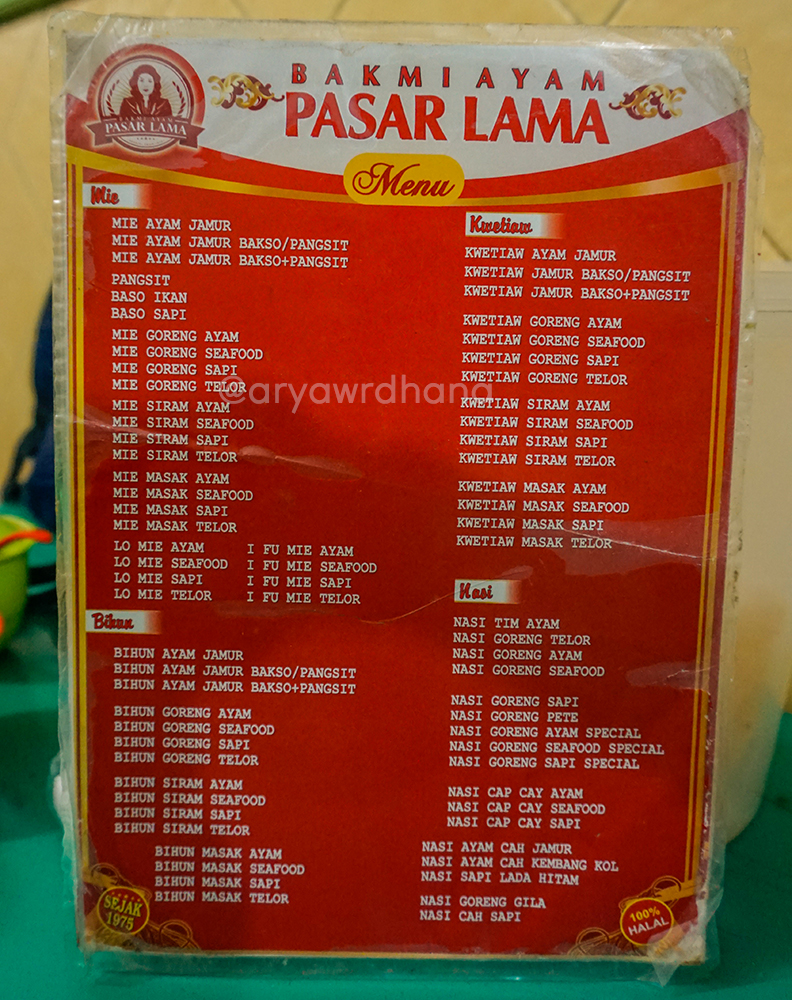 BAKMI AYAM
PASAR LAMA
BAKMI AYAM
PASAR LAMA
Menu
Mie
MIE AYAM JAMUR
MIE AYAM JAMUR BAKSO/PANGSIT
MIE AYAM JAMUR BAKSO+PANGSIT
PANGSIT
BASO IKAN
BASO SAPI
MIE GORENG AYAM
MIE GORENG SEAFOOD
MIE GORENG SAPI
MIE GORENG TELOR
@aryawrdhana
MIE SIRAM AYAM
MIE SIRAM SEAFOOD
MIE SIRAM SAPI
MIE SIRAM TELOR
MIE MASAK AYAM
MIE MASAK SEAFOOD
MIE MASAK SAPI
MIE MASAK TELOR
LO MIE AYAM
LO MIE SEAFOOD
LO MIE SAPI
LO MIE TELOR
I FU MIE AYAM
I FU MIE SEAFOOD
I FU MIE SAPI
I FU MIE TELOR
Bihun
BIHUN AYAM JAMUR
BIHUN AYAM JAMUR BAKSO/PANGSIT
BIHUN AYAM JAMUR BAKSO+PANGSIT
BIHUN GORENG AYAM
BIHUN GORENG SEAFOOD
BIHUN GORENG SAPI
BIHUN GORENG TELOR
BIHUN SIRAM AYAM
BIHUN SIRAM SEAFOOD
BIHUN SIRAM SAPI
BIHUN SIRAM TELOR
BIHUN MASAK AYAM
BIHUN MASAK SEAFOOD
BIHUN MASAK SAPI
BIHUN MASAK TELOR
SEJAK
1975
Kwetiaw
KWETIAW AYAM JAMUR
KWETIAW JAMUR BAKSO/PANGSIT
KWETIAW JAMUR BAKSO+PANGSIT
KWETIAW GORENG AYAM
KWETIAW GORENG SEAFOOD
KWETIAW GORENG SAPI
KWETIAW GORENG TELOR
KWETIAW SIRAM AYAM
KWETIAW SIRAM SEAFOOD
KWETIAW SIRAM SAPI
KWETIAW SIRAM TELOR
KWETIAW MASAK AYAM
KWETIAW MASAK SEAFOOD
KWETIAW MASAK SAPI
KWETIAW MASAK TELOR
Nasi
NASI TIM AYAM
NASI GORENG TELOR
NASI GORENG AYAM
NASI GORENG SEAFOOD
NASI GORENG SAPI
NASI GORENG PETE
NASI GORENG AYAM SPECIAL
NASI GORENG SEAFOOD SPECIAL
NASI GORENG SAPI SPECIAL
NASI CAP CAY AYAM
NASI CAP CAY SEAFOOD
NASI CAP CAY SAPI
NASI AYAM CAH JAMUR
NASI AYAM CAH KEMBANG KOL
NASI SAPI LADA HITAM
NASI GORENG GILA
NASI CAH SAPI
100%
HALAL